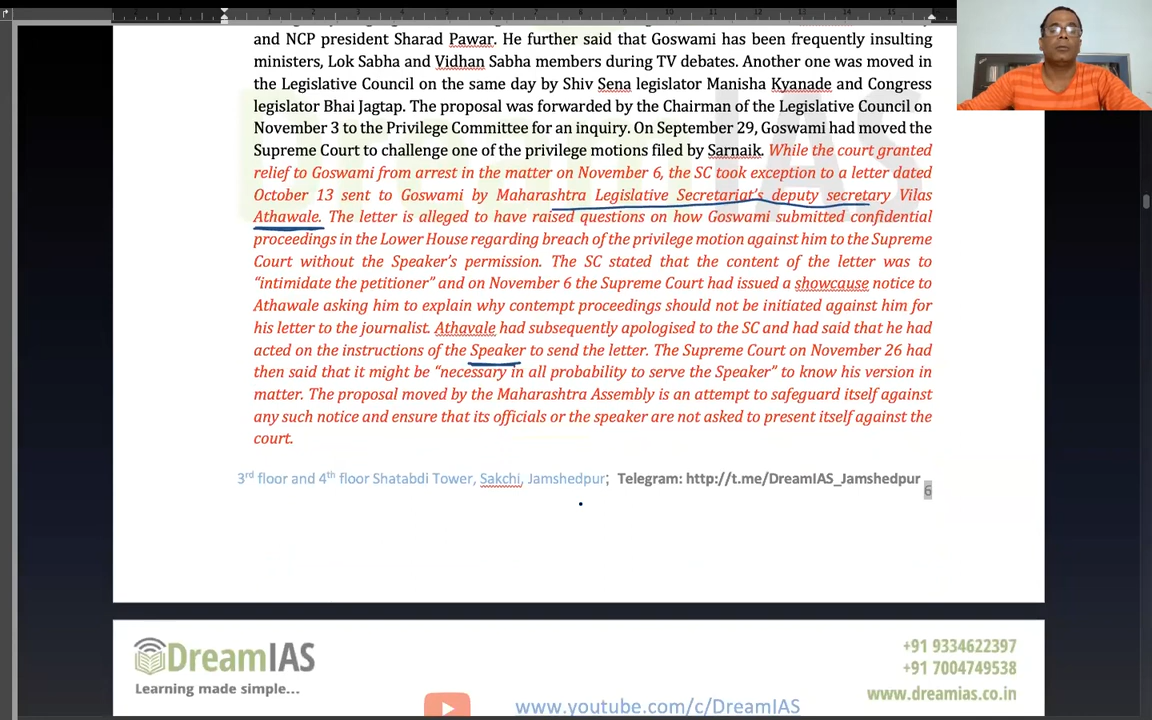 and NCP president Sharad Pawar. He further said that Goswami has been frequently insulting
ministers, Lok Sabha and Vidhan Sabha members during TV debates. Another one was moved in
the Legislative Council on the same day by Shiv Sena legislator Manisha Kyanade and Congress
legislator Bhai Jagtap. The proposal was forwarded by the Chairman of the Legislative Council on
November 3 to the Privilege Committee for an inquiry. On September 29, Goswami had moved the
Supreme Court to challenge one of the privilege motions filed by Sarnaik. While the court granted
relief to Goswami from arrest in the matter on November 6, the SC took exception to a letter dated
October 13 sent to Goswami by Maharashtra Legislative Secretariat's deputy secretary Vilas
Athawale. The letter is alleged to have raised questions on how Goswami submitted confidential
proceedings in the Lower House regarding breach of the privilege motion against him to the Supreme
Court without the Speaker's permission. The SC stated that the content of the letter was to
"intimidate the petitioner" and on November 6 the Supreme Court had issued a showcause notice to
Athawale asking him to explain why contempt proceedings should not be initiated against him for
his letter to the journalist. Athavale had subsequently apologised to the SC and had said that he had
acted on the instructions of the Speaker to send the letter. The Supreme Court on November 26 had
then said that it might be "necessary in all probability to serve the Speaker" to know his version in
matter. The proposal moved by the Maharashtra Assembly is an attempt to safeguard itself against
any such notice and ensure that its officials or the speaker are not asked to present itself against the
court.
3rd floor and 4th floor Shatabdi Tower, Sakchi, Jamshedpur; Telegram: http://t.me/DreamIAS_Jamshedpur 6
DreamIAS
Learning made simple...
+91 9334622397
+91 7004749538
www.dreamias.co.in
www.youtube.com/c/DreamIAS